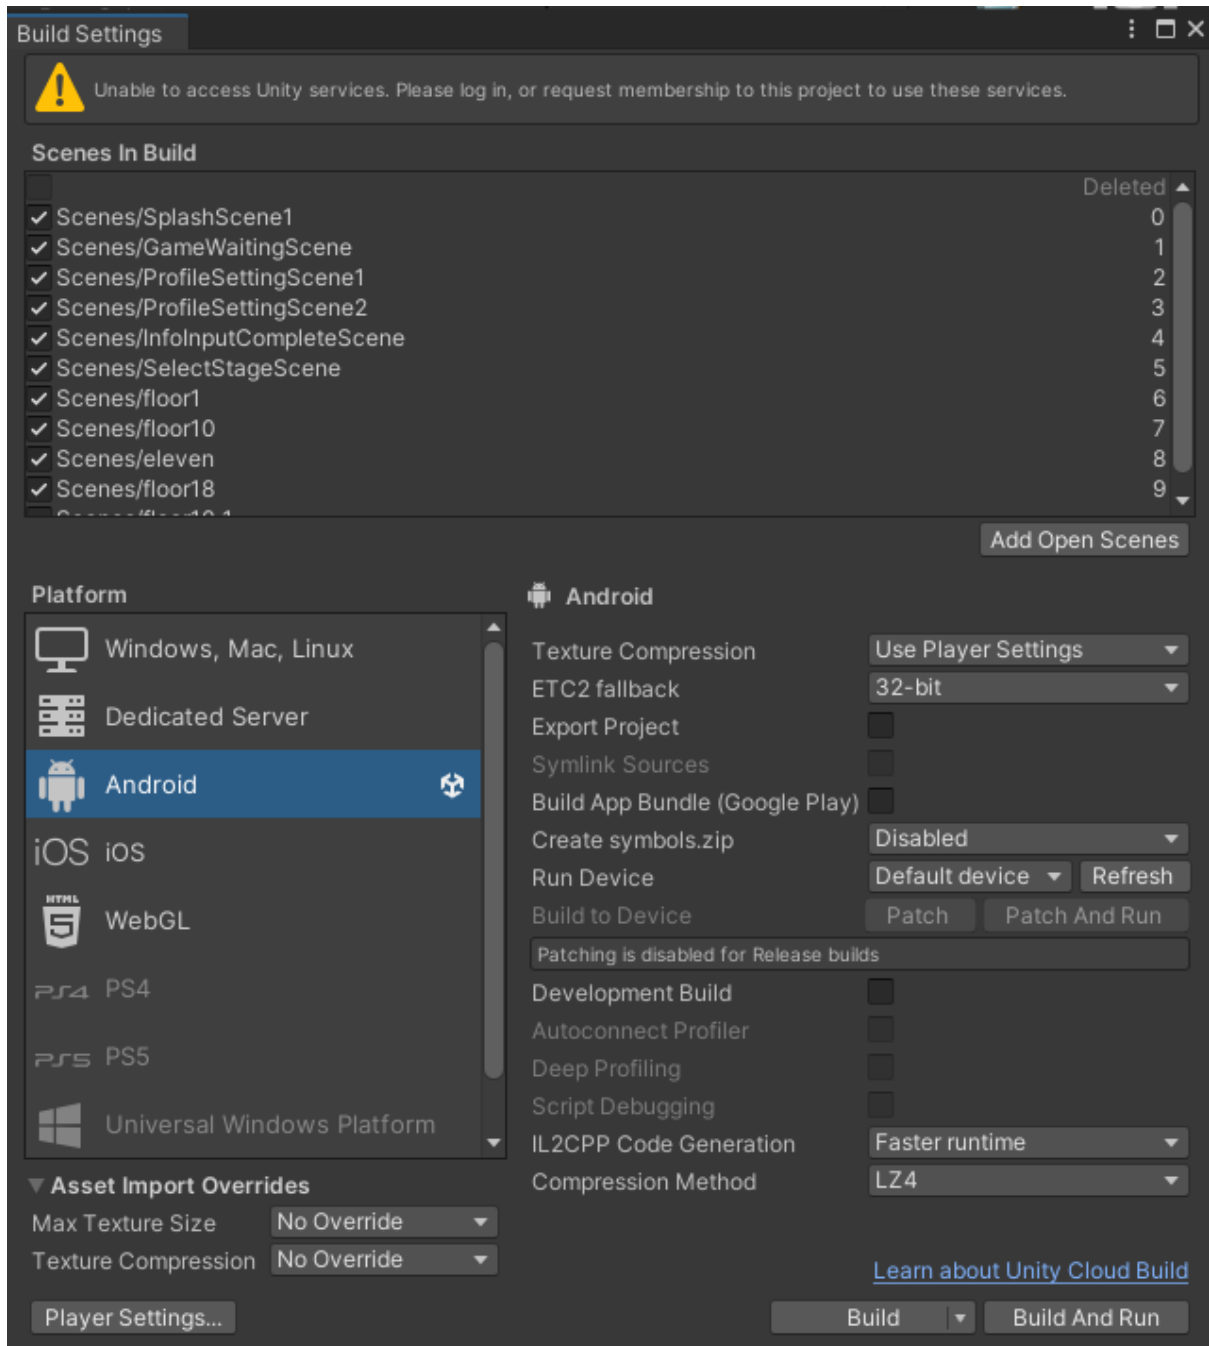 Build Settings
Unable to access Unity services. Please log in, or request membership to this project to use these services.
Scenes In Build
Deleted
Scenes/SplashScene1 0
Scenes/GameWaitingScene 1
Scenes/ProfileSettingScene1 2
Scenes/ProfileSettingScene2 3
Scenes/InfoInputCompleteScene 4
Scenes/SelectStageScene 5
Scenes/floor1 6
Scenes/floor10 7
Scenes/eleven 8
Scenes/floor18 9
Add Open Scenes
Platform
Windows, Mac, Linux
Dedicated Server
Android
iOS iOS
HTML 5 WebGL
PS4 PS4
PS5 PS5
Universal Windows Platform
Asset Import Overrides
Max Texture Size No Override
Texture Compression No Override
Player Settings...
Android
Texture Compression Use Player Settings
ETC2 fallback 32-bit
Export Project
Symlink Sources
Build App Bundle (Google Play)
Create symbols.zip Disabled
Run Device Default device Refresh
Build to Device Patch Patch And Run
Patching is disabled for Release builds
Development Build
Autoconnect Profiler
Deep Profiling
Script Debugging
IL2CPP Code Generation Faster runtime
Compression Method LZ4
Learn about Unity Cloud Build
Build Build And Run